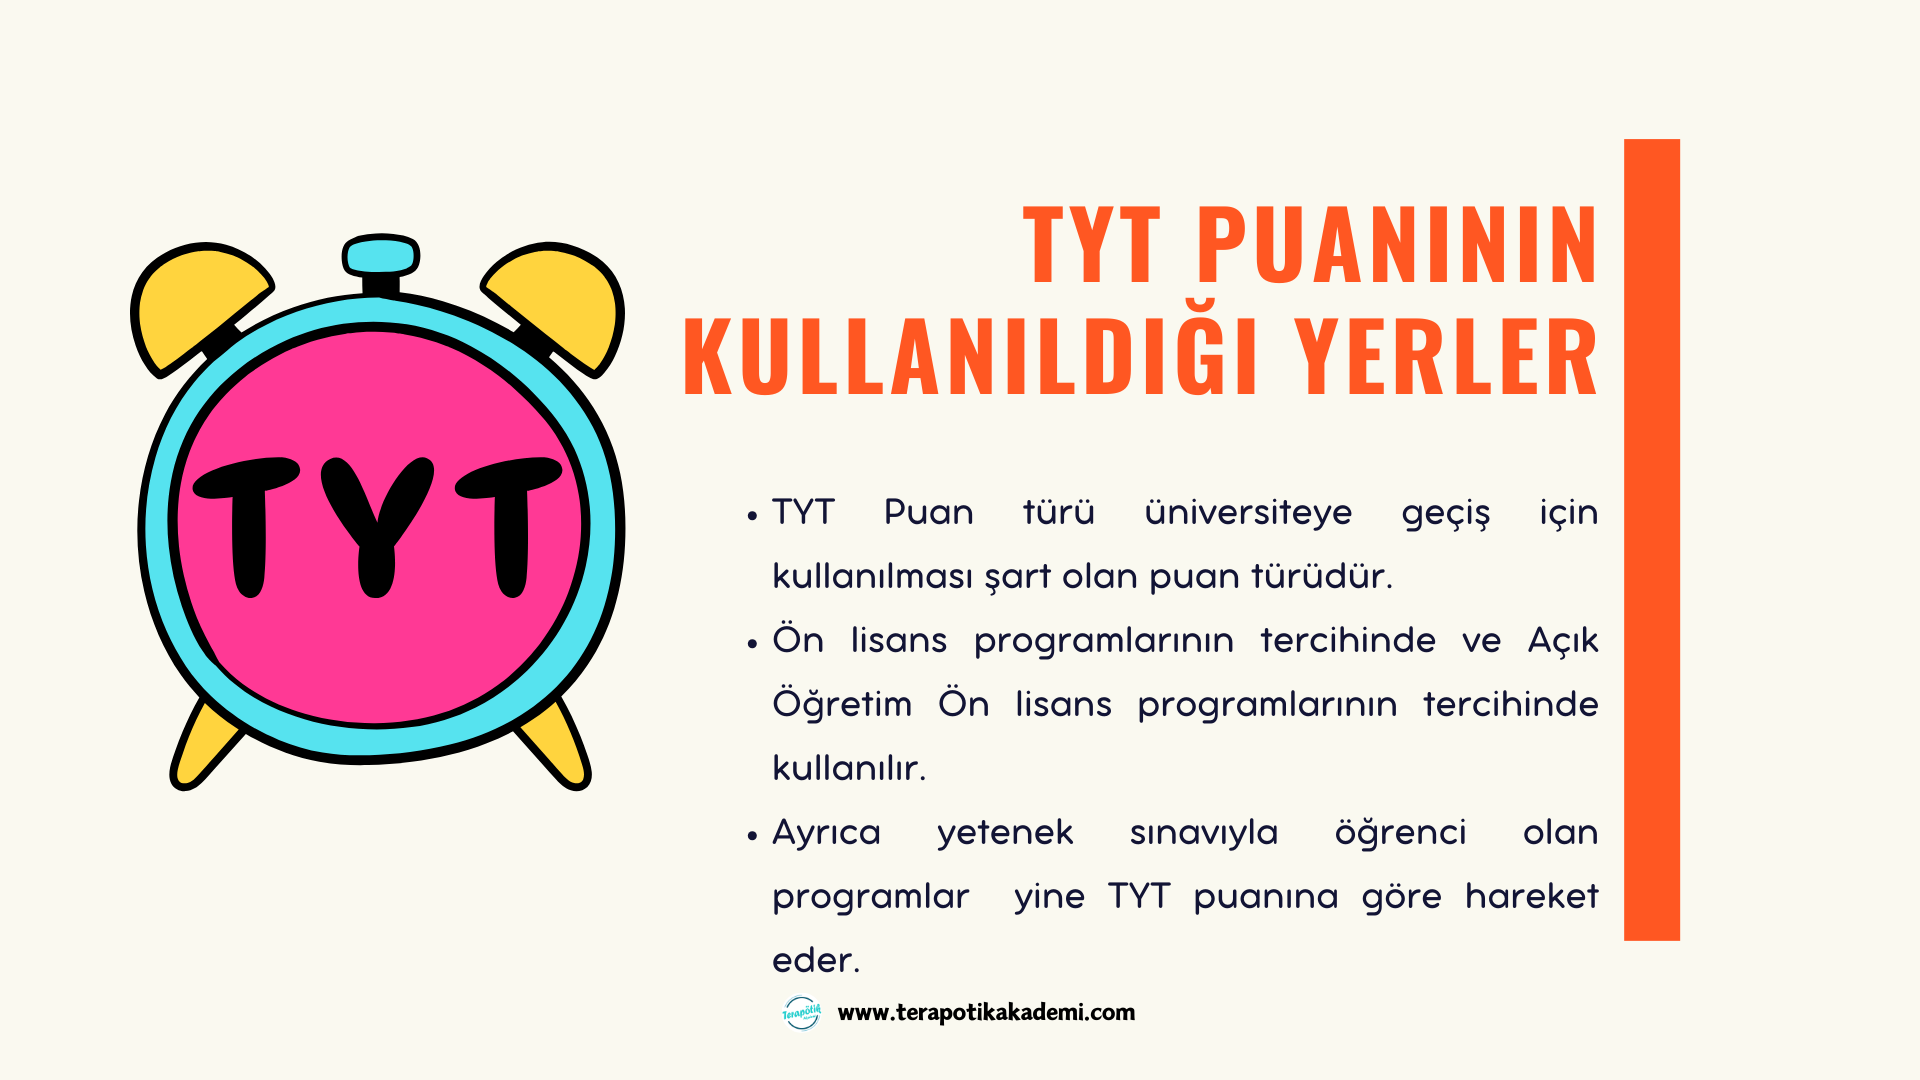 TYT
TYT PUANININ
KULLANILDIĞI YERLER
• TYT Puan türü üniversiteye geçiş için
kullanılması şart olan puan türüdür.
• Ön lisans programlarının tercihinde ve Açık
Öğretim Ön lisans programlarının tercihinde
kullanılır.
• Ayrıca yetenek sınavıyla öğrenci olan
programlar yine TYT puanına göre hareket
eder.
Terapötik
www.terapotikakademi.com